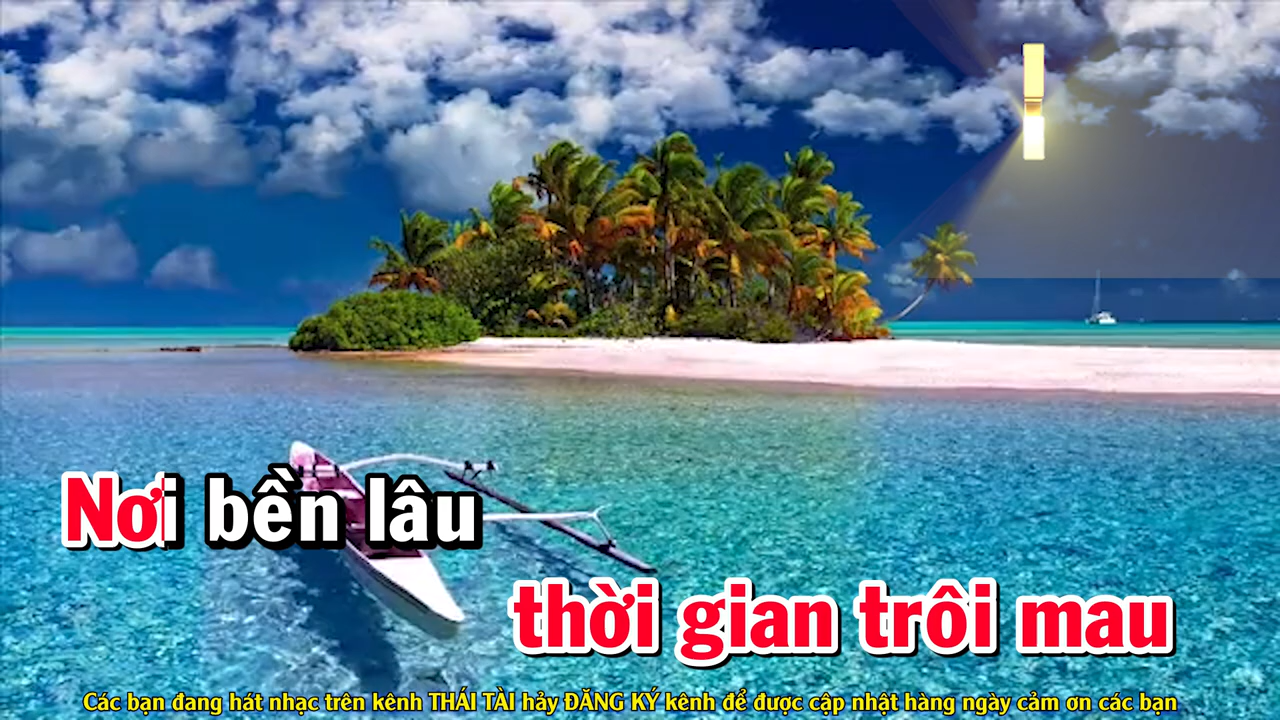 Nơi bền lâu
thời gian trôi mau
Các bạn đang hát nhạc trên kênh THÁI TÀI hảy ĐĂNG KÝ kênh để được cập nhật hàng ngày cảm ơn các bạn